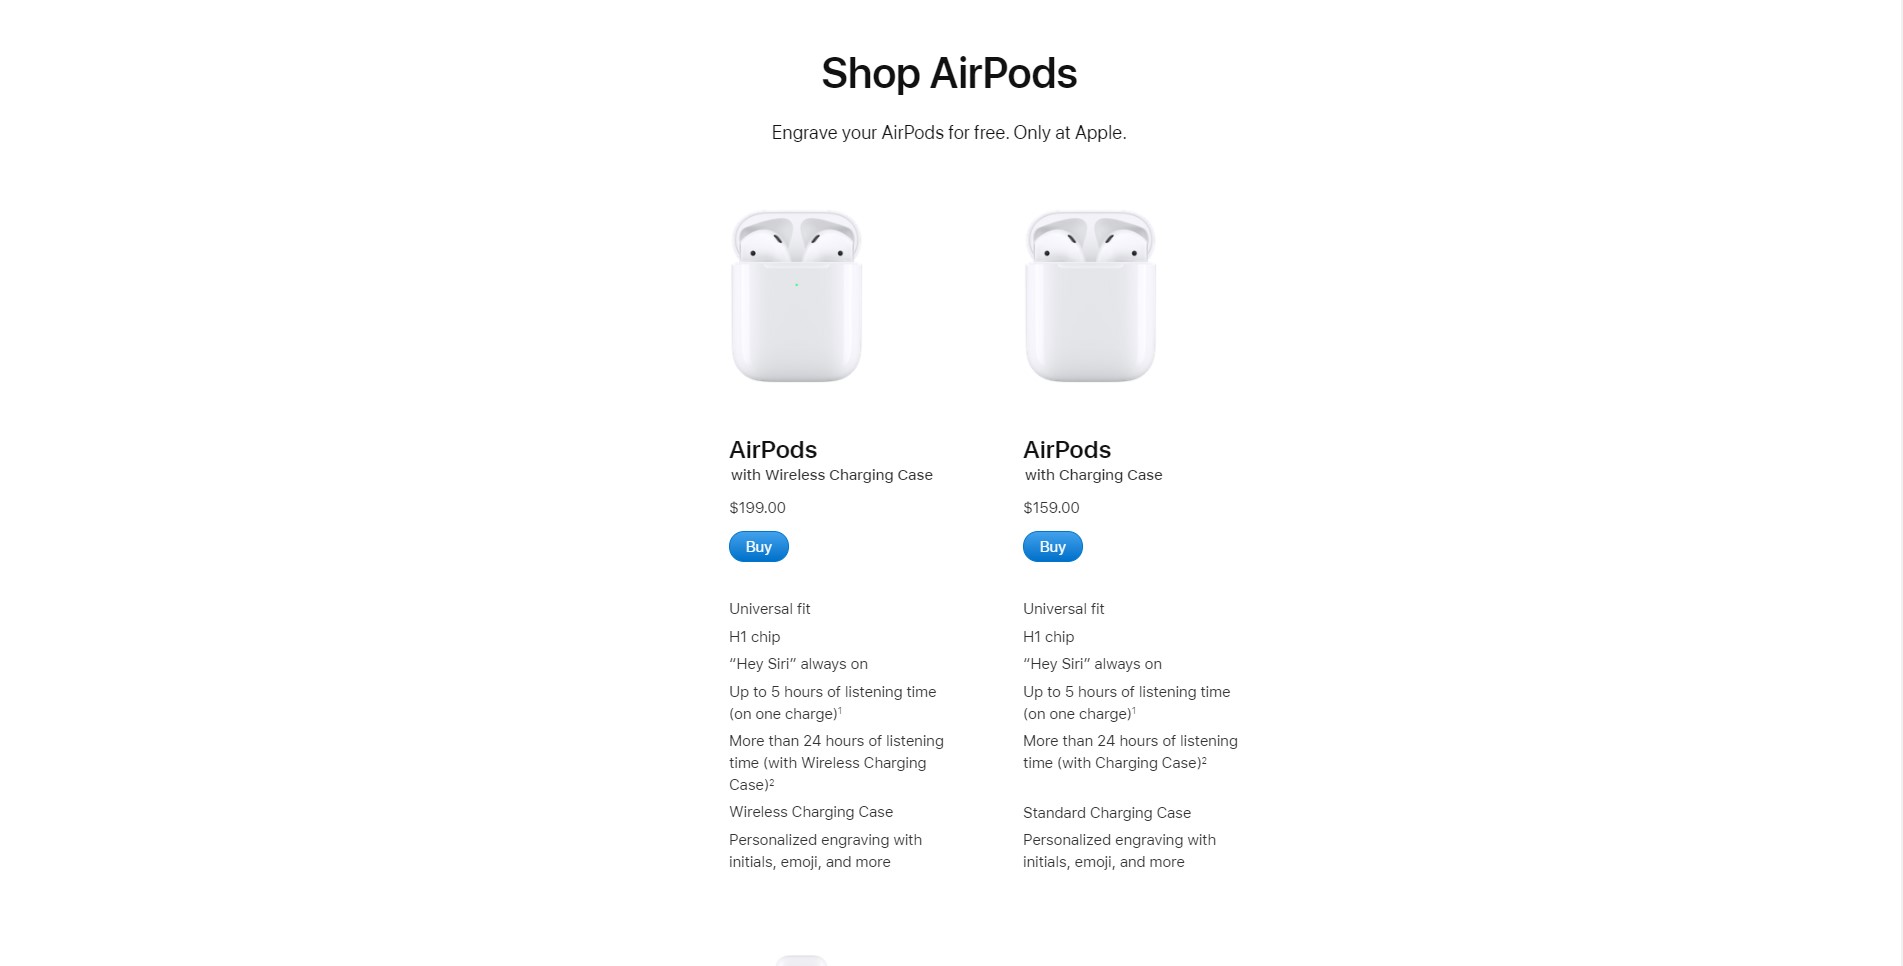 Shop AirPods
Engrave your AirPods for free. Only at Apple.
AirPods
with Wireless Charging Case
$199.00
Buy
Universal fit
H1 chip
“Hey Siri” always on
Up to 5 hours of listening time
(on one charge)¹
More than 24 hours of listening
time (with Wireless Charging
Case)²
Wireless Charging Case
Personalized engraving with
initials, emoji, and more
AirPods
with Charging Case
$159.00
Buy
Universal fit
H1 chip
“Hey Siri” always on
Up to 5 hours of listening time
(on one charge)¹
More than 24 hours of listening
time (with Charging Case)²
Standard Charging Case
Personalized engraving with
initials, emoji, and more